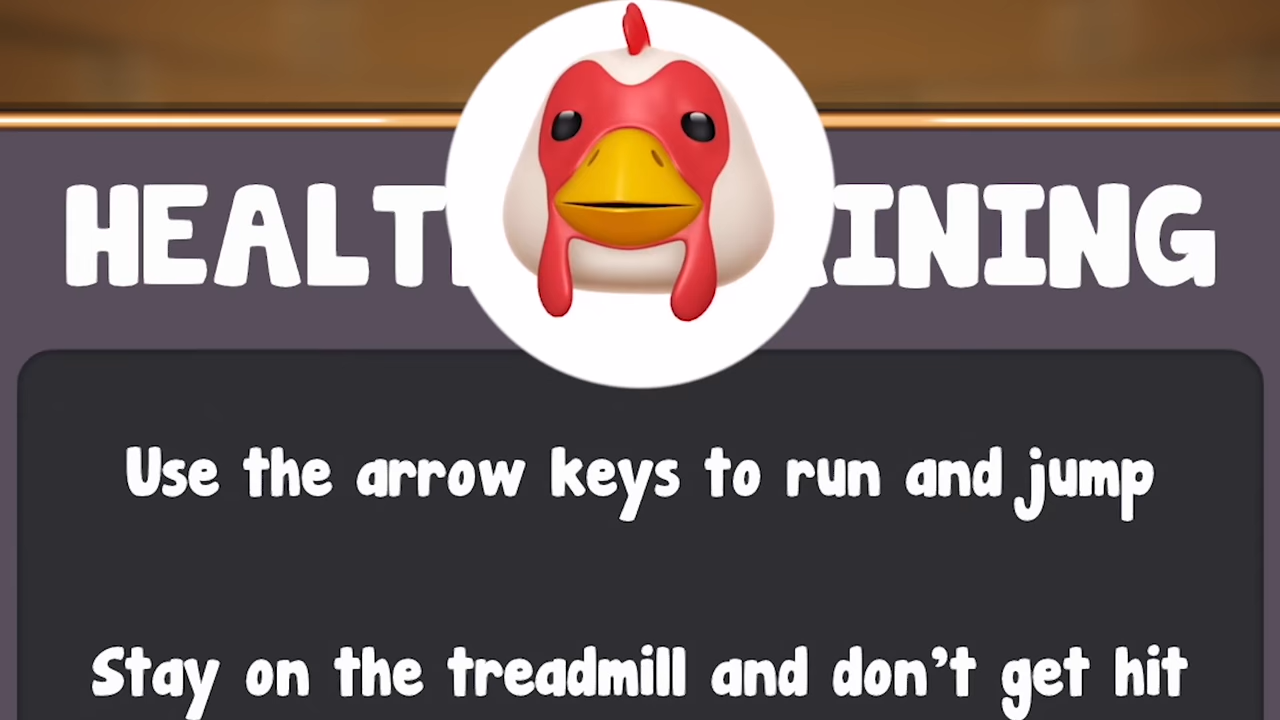 HEALT INING
Use the arrow keys to run and jump
Stay on the treadmill and don't get hit